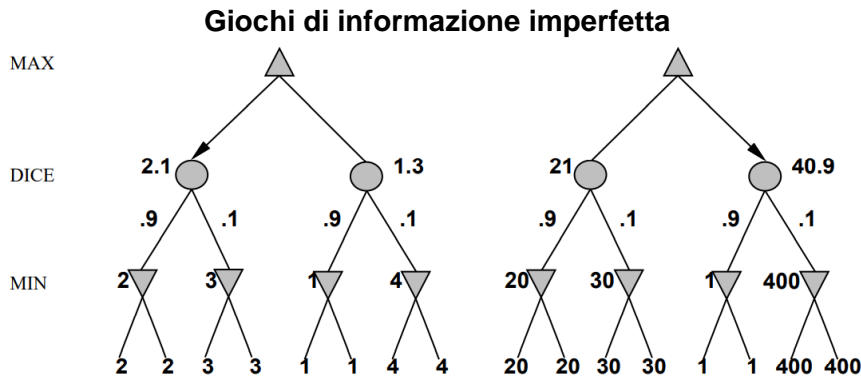 Giochi di informazione imperfetta
MAX
DICE 2.1 1.3 21 40.9
.9 .1 .9 .1 .9 .1 .9 .1
MIN 2 3 1 4 20 30 1 400
2 2 3 3 1 1 4 4 20 20 30 30 1 1 400 400